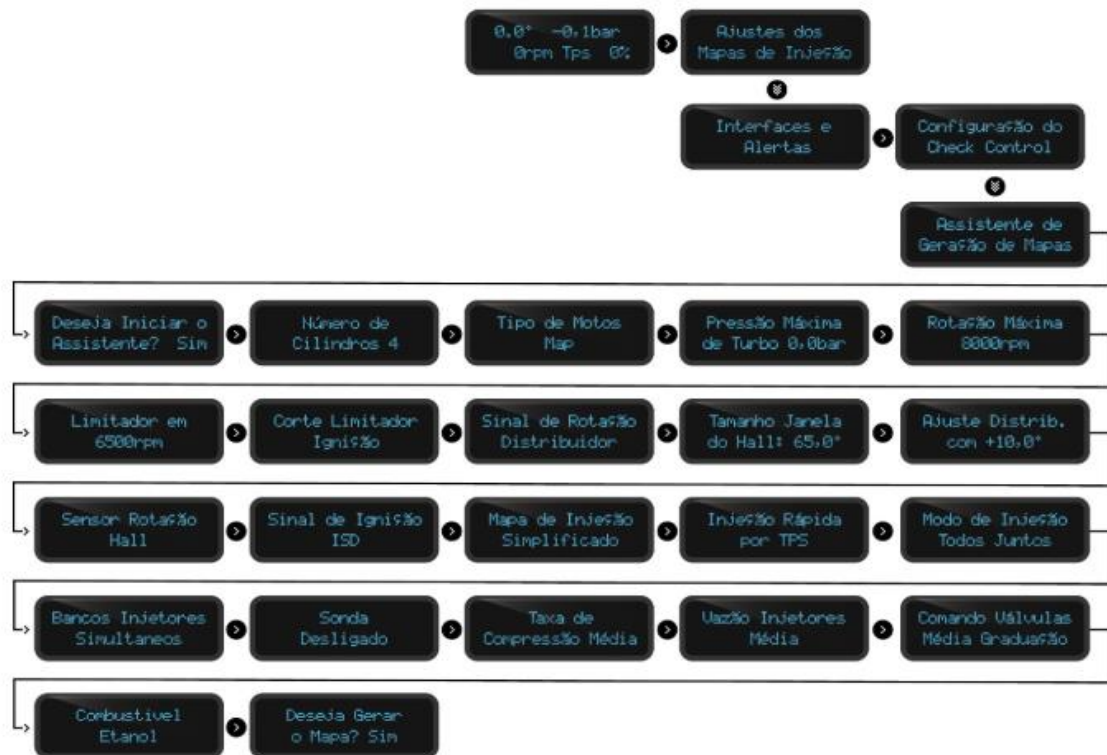 0.0° -0,1bar
0rpm Tps 0%
Ajustes dos
Mapas de Injeção
Interfaces e
Alertas
Configuração do
Check Control
Assistente de
Geração de Mapas
Deseja Iniciar o
Assistente? Sim
Número de
Cilindros 4
Tipo de Motos
Map
Pressão Máxima
de Turbo 0,0bar
Rotação Máxima
8000rpm
Limitador em
6500rpm
Corte Limitador
Ignição
Sinal de Rotação
Distribuidor
Tamanho Janela
do Hall: 65,0°
Ajuste Distrib.
com +10,0°
Sensor Rotação
Hall
Sinal de Ignição
ISD
Mapa de Injeção
Simplificado
Injeção Rápida
por TPS
Modo de Injeção
Todos Juntos
Bancos Injetores
Simultaneos
Sonda
Desligado
Taxa de
Compressão Média
Vazão Injetores
Média
Comando Válvulas
Média Graduação
Combustível
Etanol
Deseja Gerar
o Mapa? Sim